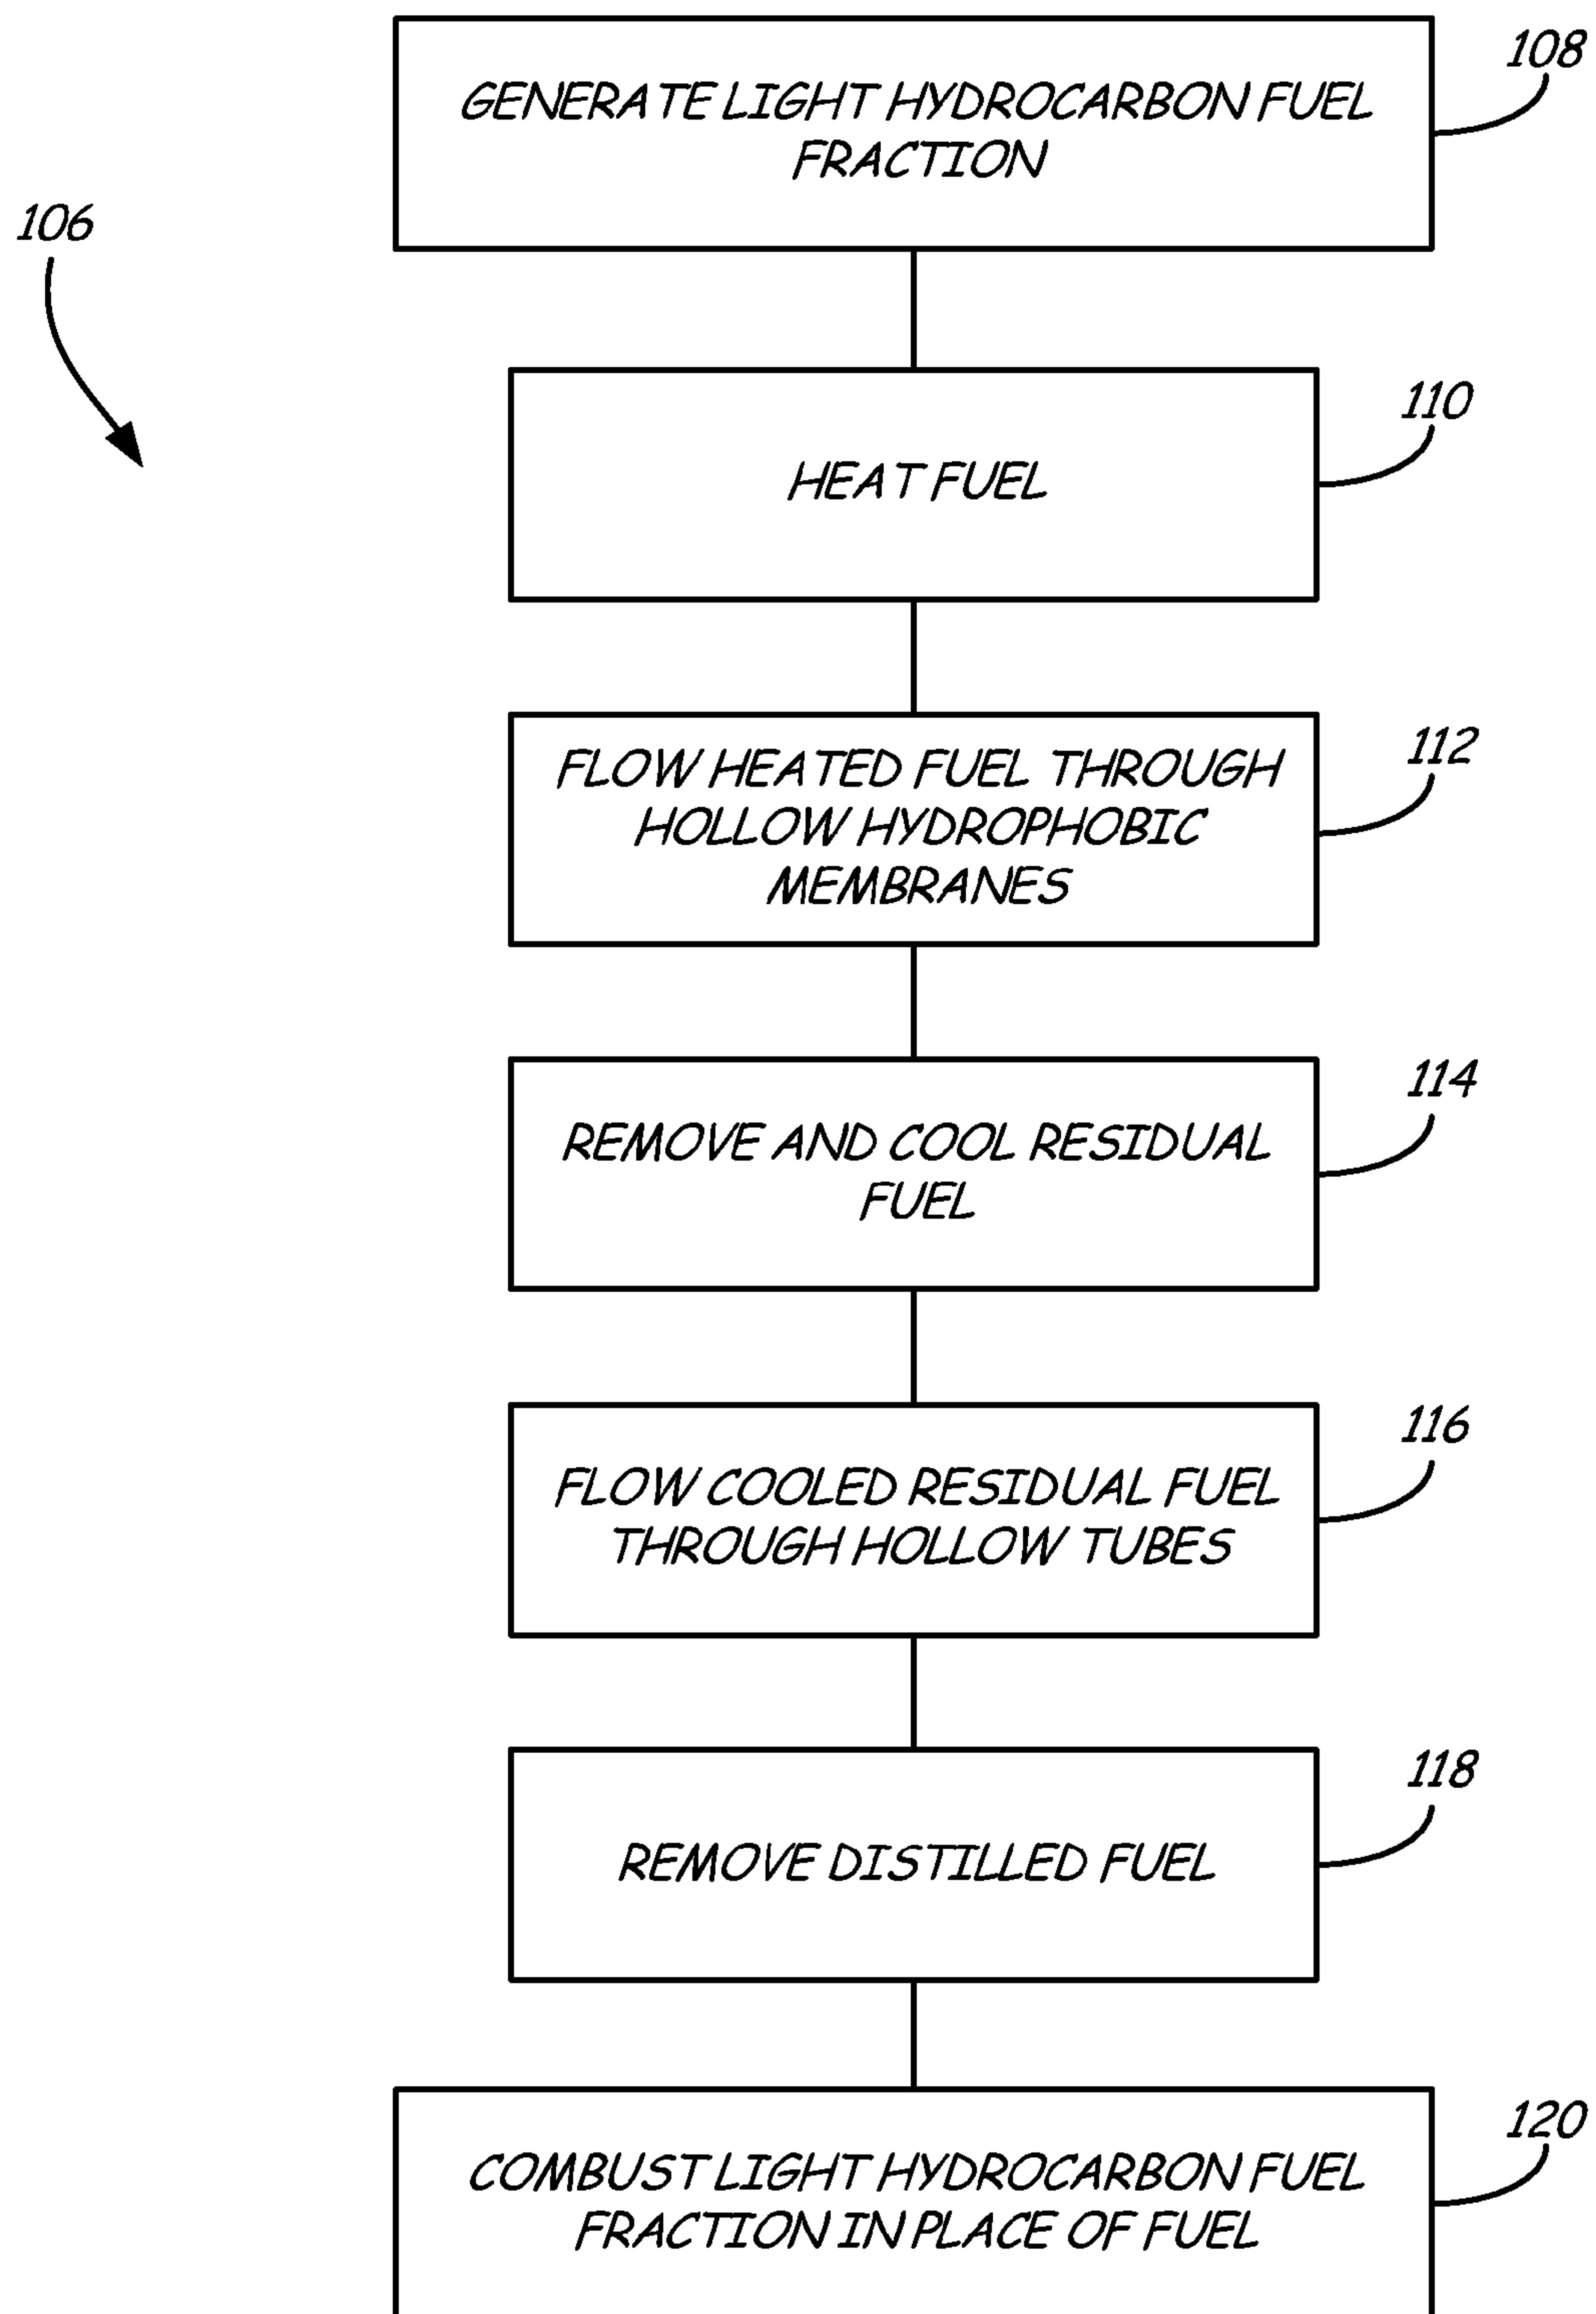 108
GENERATE LIGHT HYDROCARBON FUEL
FRACTION
106
110
HEAT FUEL
112
FLOW HEATED FUEL THROUGH
HOLLOW HYDROPHOBIC
MEMBRANES
114
REMOVE AND COOL RESIDUAL
FUEL
116
FLOW COOLED RESIDUAL FUEL
THROUGH HOLLOW TUBES
118
REMOVE DISTILLED FUEL
120
COMBUST LIGHT HYDROCARBON FUEL
FRACTION IN PLACE OF FUEL